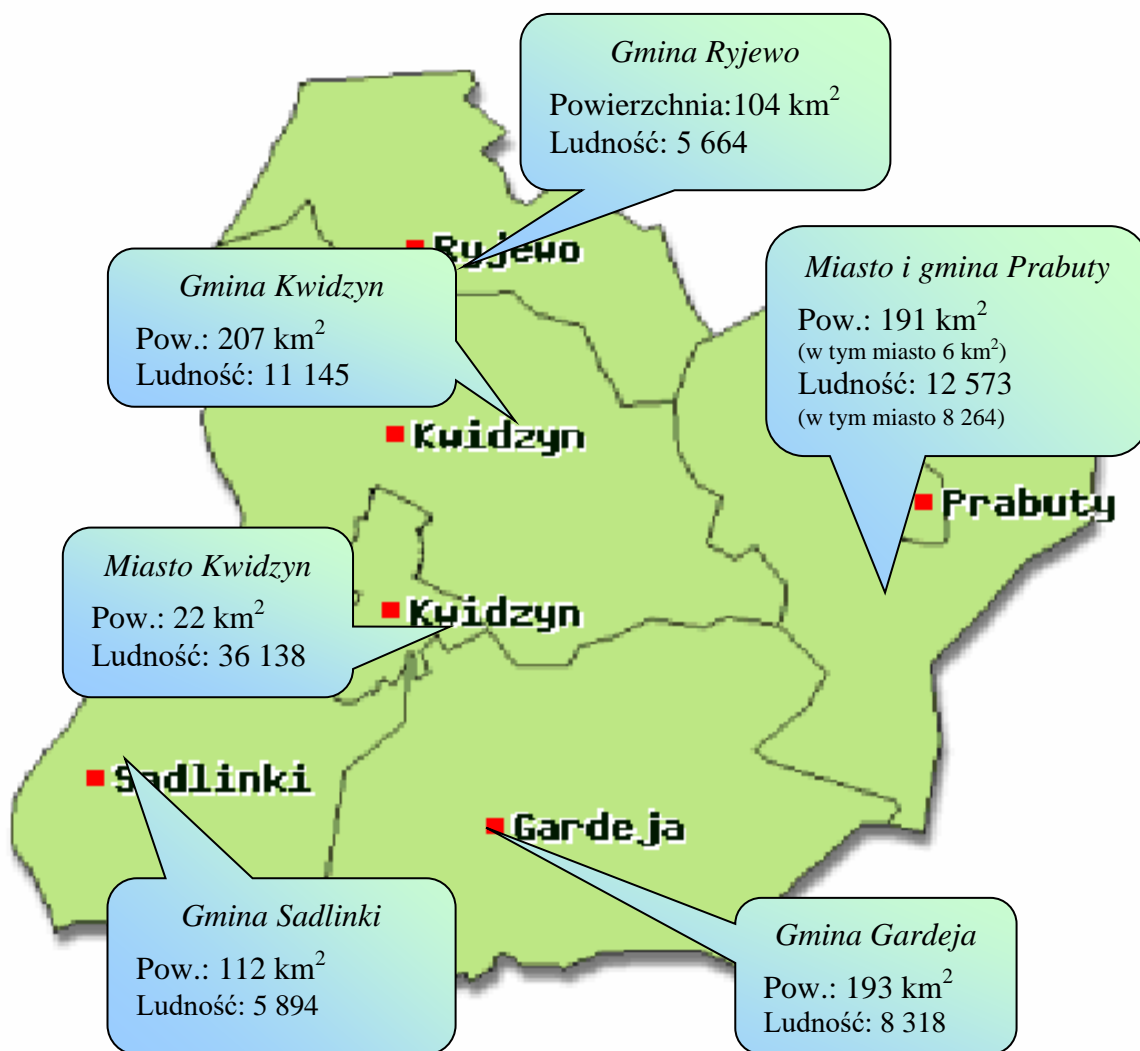 Gmina Ryjewo
Powierzchnia:104 km²
Ludność: 5 664
Ryjewo
Gmina Kwidzyn
Pow.: 207 km²
Ludność: 11 145
Miasto i gmina Prabuty
Pow.: 191 km²
(w tym miasto 6 km²)
Ludność: 12 573
(w tym miasto 8 264)
Kwidzyn
Prabuty
Miasto Kwidzyn
Pow.: 22 km²
Ludność: 36 138
Kwidzyn
Sadlinki
Gardeja
Gmina Sadlinki
Pow.: 112 km²
Ludność: 5 894
Gmina Gardeja
Pow.: 193 km²
Ludność: 8 318